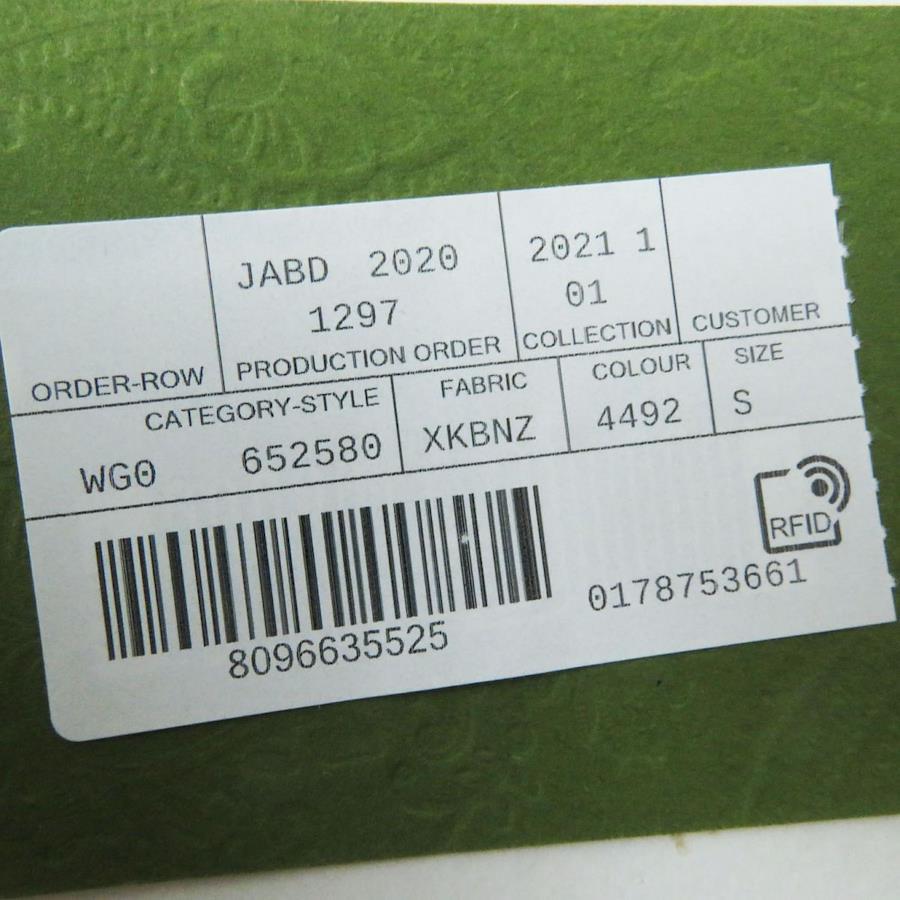 JABD 2020
1297
2021 1
01
ORDER-ROW
PRODUCTION ORDER
COLLECTION
CUSTOMER
CATEGORY-STYLE
FABRIC
COLOUR
SIZE
WG0 652580
XKBNZ
4492
S
RFID
8096635525
0178753661